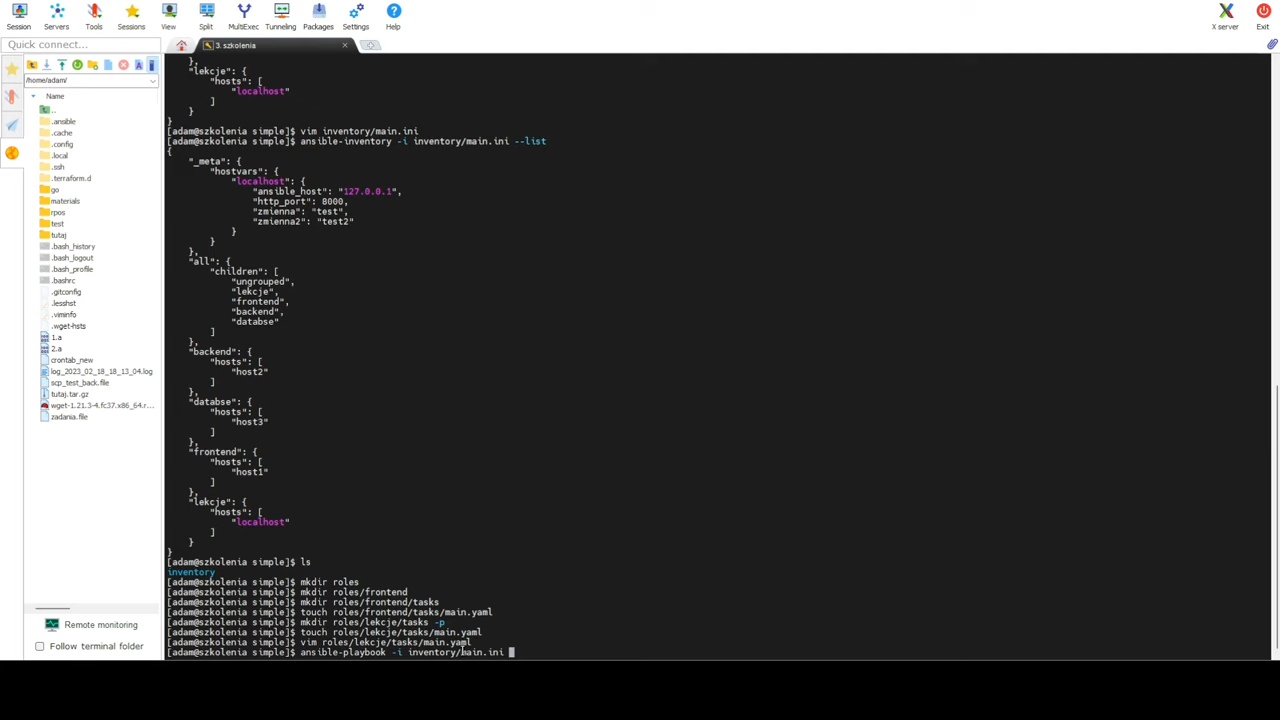 Session Servers Tools Sessions View Split MultiExec Tunneling Packages Settings Help X server Exit
Quick connect... 3. szkolenia
/home/adam/
Name
..
.ansible
.cache
.config
.local
.ssh
.terraform.d
go
materials
rpos
test
tutaj
.bash_history
.bash_logout
.bash_profile
.bashrc
.gitconfig
.lesshst
.viminfo
.wget-hsts
1.a
2.a
crontab_new
log_2023_02_18_18_13_04.log
scp_test_back.file
tutaj.tar.gz
wget-1.21.3-4.fc37.x86_64.r...
zadania.file
Remote monitoring
Follow terminal folder
},
"lekcje": {
"hosts": [
"localhost"
]
}
}
[adam@szkolenia simple]$ vim inventory/main.ini
[adam@szkolenia simple]$ ansible-inventory -i inventory/main.ini --list
{
"_meta": {
"hostvars": {
"localhost": {
"ansible_host": "127.0.0.1",
"http_port": 8000,
"zmienna": "test",
"zmienna2": "test2"
}
}
},
"all": {
"children": [
"ungrouped",
"lekcje",
"frontend",
"backend",
"databse"
]
},
"backend": {
"hosts": [
"host2"
]
},
"databse": {
"hosts": [
"host3"
]
},
"frontend": {
"hosts": [
"host1"
]
},
"lekcje": {
"hosts": [
"localhost"
]
}
}
[adam@szkolenia simple]$ ls
inventory
[adam@szkolenia simple]$ mkdir roles
[adam@szkolenia simple]$ mkdir roles/frontend
[adam@szkolenia simple]$ mkdir roles/frontend/tasks
[adam@szkolenia simple]$ touch roles/frontend/tasks/main.yaml
[adam@szkolenia simple]$ mkdir roles/lekcje/tasks -p
[adam@szkolenia simple]$ touch roles/lekcje/tasks/main.yaml
[adam@szkolenia simple]$ vim roles/lekcje/tasks/main.yaml
[adam@szkolenia simple]$ ansible-playbook -i inventory/main.ini